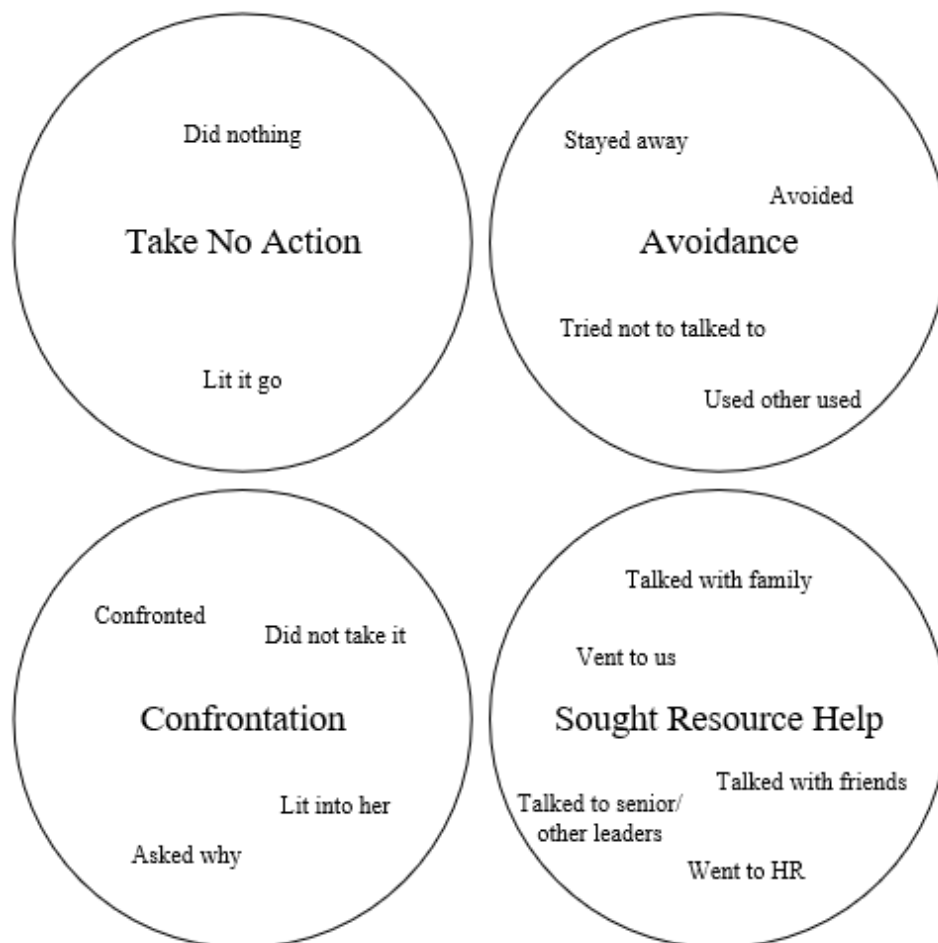 Did nothing
Take No Action
Lit it go
Stayed away
Avoided
Avoidance
Tried not to talked to
Used other used
Confronted
Did not take it
Confrontation
Lit into her
Asked why
Talked with family
Vent to us
Sought Resource Help
Talked with friends
Talked to senior/
other leaders
Went to HR